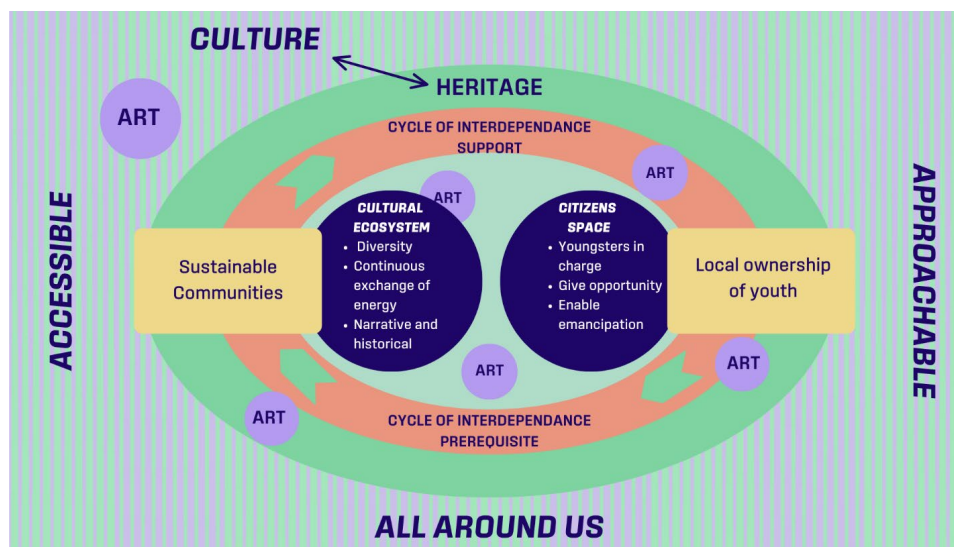 CULTURE
HERITAGE
ART
CYCLE OF INTERDEPENDANCE
SUPPORT
ART
ART
CULTURAL
ECOSYSTEM
• Diversity
• Continuous
exchange of
energy
• Narrative and
historical
CITIZENS
SPACE
• Youngsters in
charge
• Give opportunity
• Enable
emancipation
Sustainable
Communities
Local ownership
of youth
ACCESSIBLE
APPROACHABLE
ART
ART
ART
CYCLE OF INTERDEPENDANCE
PREREQUISITE
ALL AROUND US